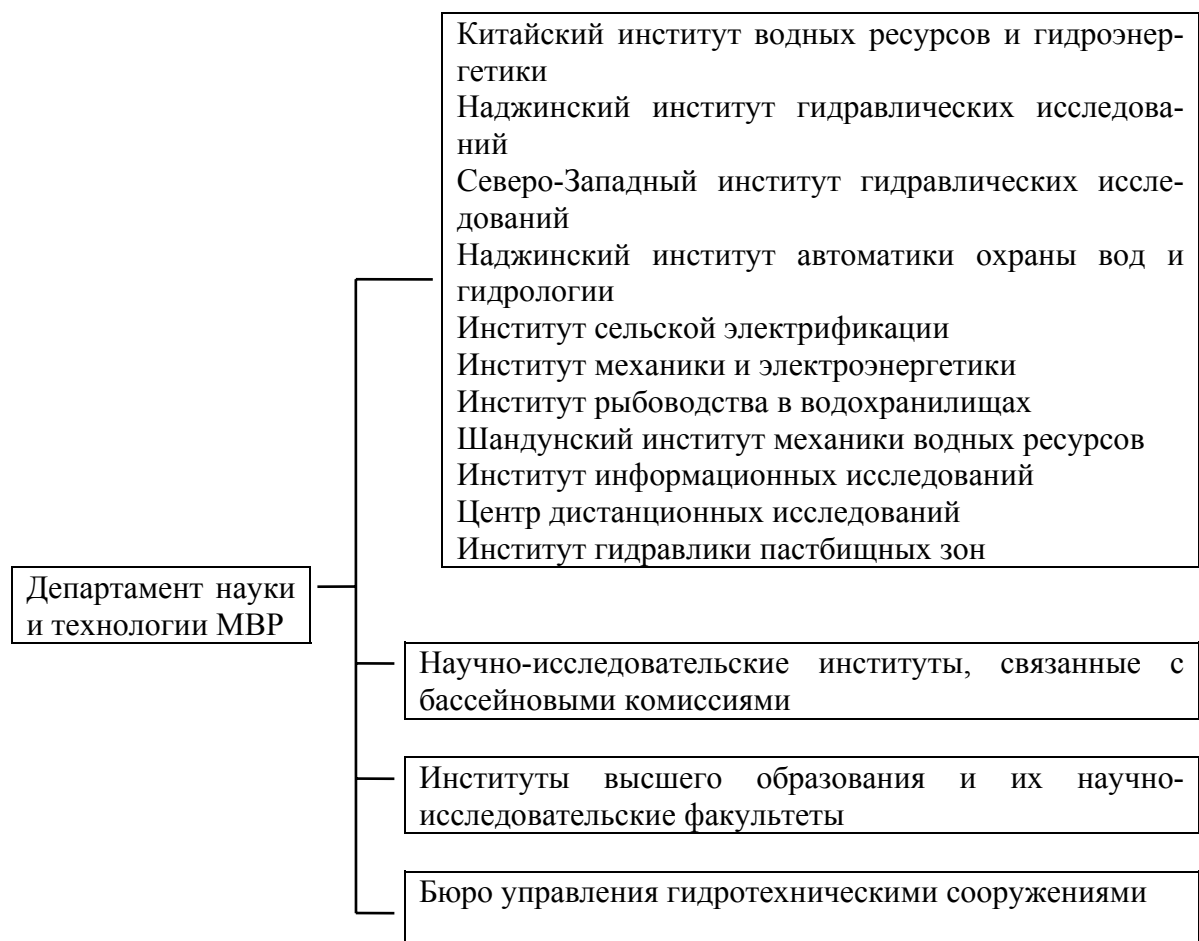 Китайский институт водных ресурсов и гидроэнер-
гетики
Наджинский институт гидравлических исследова-
ний
Северо-Западный институт гидравлических иссле-
дований
Наджинский институт автоматики охраны вод и
гидрологии
Институт сельской электрификации
Институт механики и электроэнергетики
Институт рыбоводства в водохранилищах
Шандунский институт механики водных ресурсов
Институт информационных исследований
Центр дистанционных исследований
Институт гидравлики пастбищных зон
Департамент науки
и технологии МВР
Научно-исследовательские институты, связанные с
бассейновыми комиссиями
Институты высшего образования и их научно-
исследовательские факультеты
Бюро управления гидротехническими сооружениями